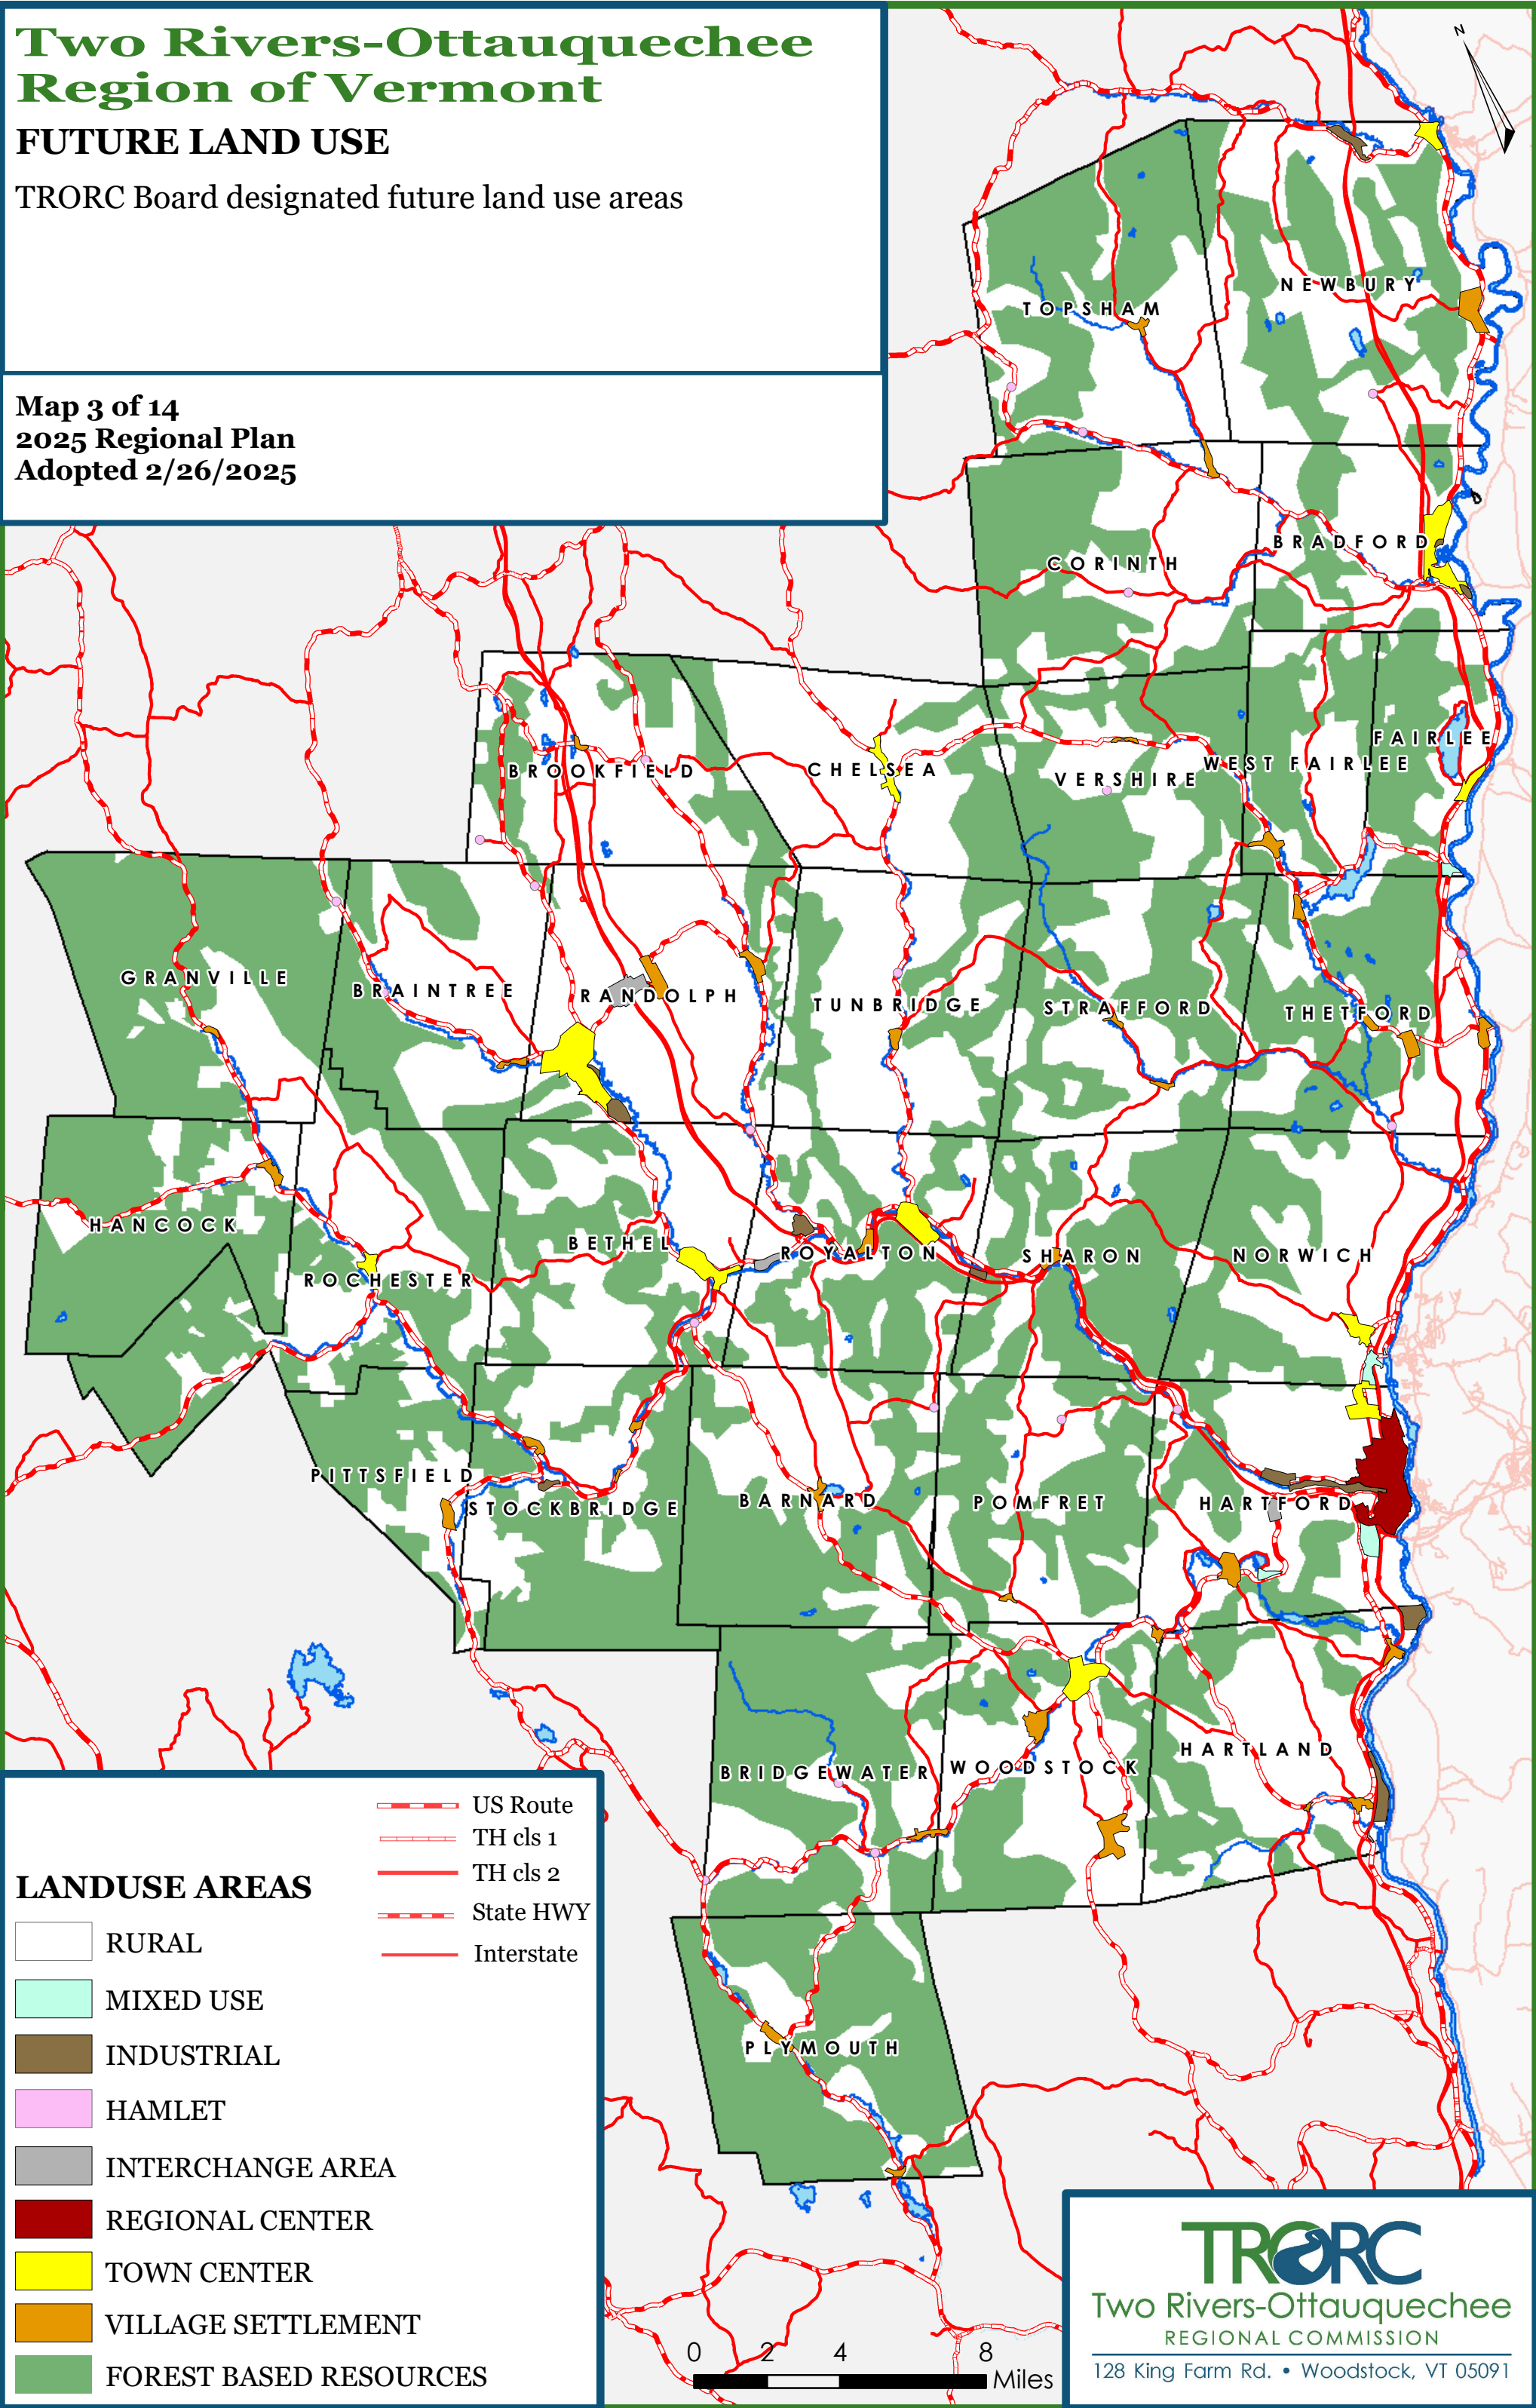 Two Rivers-Ottauquechee
Region of Vermont
FUTURE LAND USE
TRORC Board designated future land use areas
Map 3 of 14
2025 Regional Plan
Adopted 2/26/2025
N
NEWBURY
TOPSHAM
BRADFORD
CORINTH
FAIRLEE
WEST FAIRLEE
BROOKFIELD
CHELSEA
VERSHIRE
GRANVILLE
BRAINTREE
RANDOLPH
TUNBRIDGE
STRAFFORD
THETFORD
HANCOCK
ROCHESTER
BETHEL
ROYALTON
SHARON
NORWICH
PITTSFIELD
STOCKBRIDGE
BARNARD
POMFRET
HARTFORD
BRIDGEWATER
WOODSTOCK
HARTLAND
PLYMOUTH
US Route
TH cls 1
TH cls 2
State HWY
Interstate
LANDUSE AREAS
RURAL
MIXED USE
INDUSTRIAL
HAMLET
INTERCHANGE AREA
REGIONAL CENTER
TOWN CENTER
VILLAGE SETTLEMENT
FOREST BASED RESOURCES
0 2 4 8
Miles
TRORC
Two Rivers-Ottauquechee
REGIONAL COMMISSION
128 King Farm Rd. • Woodstock, VT 05091